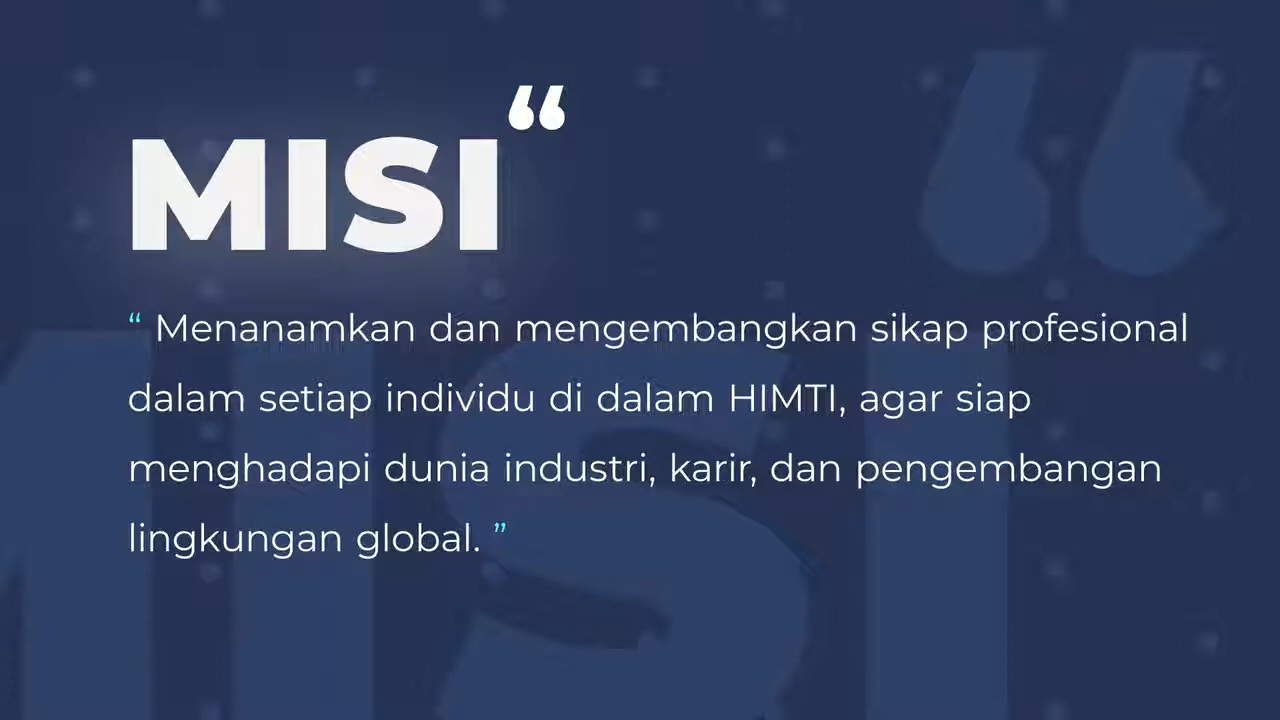 MISI“
“ Menanamkan dan mengembangkan sikap profesional
dalam setiap individu di dalam HIMTI, agar siap
menghadapi dunia industri, karir, dan pengembangan
lingkungan global. ”